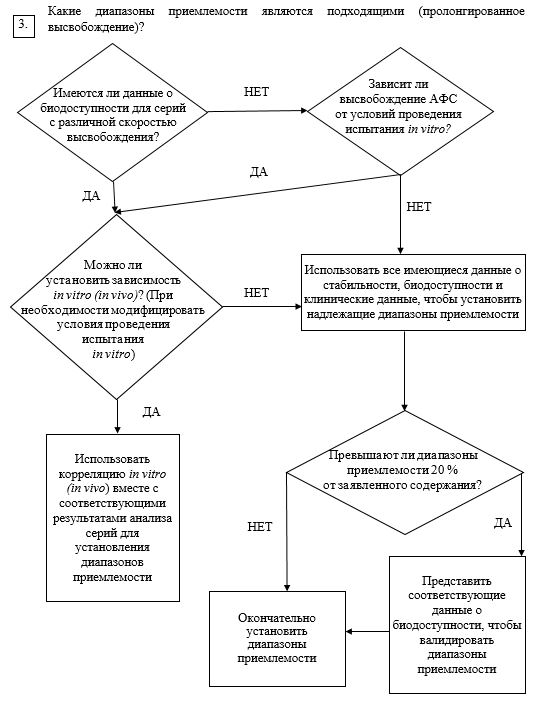 3.
Какие диапазоны приемлемости являются подходящими (пролонгированное
высвобождение)?
Имеются ли данные о
биодоступности для серий
с различной скоростью
высвобождения?
НЕТ
Зависит ли
высвобождение АФС
от условий проведения
испытания in vitro?
ДА
ДА
НЕТ
Можно ли
установить зависимость
in vitro (in vivo)? (При
необходимости модифицировать
условия проведения
испытания
in vitro)
НЕТ
Использовать все имеющиеся данные о
стабильности, биодоступности и
клинические данные, чтобы установить
надлежащие диапазоны приемлемости
ДА
Использовать
корреляцию in vitro
(in vivo) вместе с
соответствующими
результатами анализа
серий для
установления
диапазонов
приемлемости
Превышают ли диапазоны
приемлемости 20 %
от заявленного содержания?
НЕТ
ДА
Окончательно
установить
диапазоны
приемлемости
Представить
соответствующие
данные о
биодоступности, чтобы
валидировать
диапазоны
приемлемости